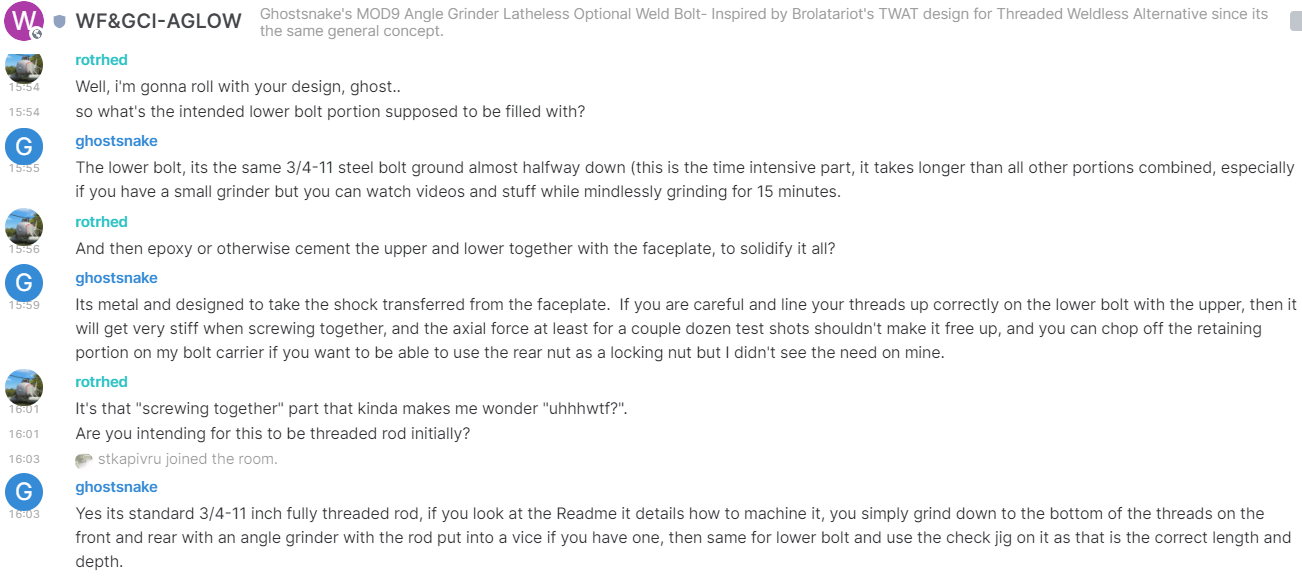 W
WF&GCI-AGLOW
Ghostsnake's MOD9 Angle Grinder Latheless Optional Weld Bolt- Inspired by Brolatariot's TWAT design for Threaded Weldless Alternative since its
the same general concept.
rotrhed
15:54
Well, i'm gonna roll with your design, ghost..
15:54
so what's the intended lower bolt portion supposed to be filled with?
G
ghostsnake
15:55
The lower bolt, its the same 3/4-11 steel bolt ground almost halfway down (this is the time intensive part, it takes longer than all other portions combined, especially
if you have a small grinder but you can watch videos and stuff while mindlessly grinding for 15 minutes.
rotrhed
15:56
And then epoxy or otherwise cement the upper and lower together with the faceplate, to solidify it all?
G
ghostsnake
15:59
Its metal and designed to take the shock transferred from the faceplate.  If you are careful and line your threads up correctly on the lower bolt with the upper, then it
will get very stiff when screwing together, and the axial force at least for a couple dozen test shots shouldn't make it free up, and you can chop off the retaining
portion on my bolt carrier if you want to be able to use the rear nut as a locking nut but I didn't see the need on mine.
rotrhed
16:01
It's that "screwing together" part that kinda makes me wonder "uhhhwtf?".
16:01
Are you intending for this to be threaded rod initially?
16:03
stkapivru joined the room.
G
ghostsnake
16:03
Yes its standard 3/4-11 inch fully threaded rod, if you look at the Readme it details how to machine it, you simply grind down to the bottom of the threads on the
front and rear with an angle grinder with the rod put into a vice if you have one, then same for lower bolt and use the check jig on it as that is the correct length and
depth.